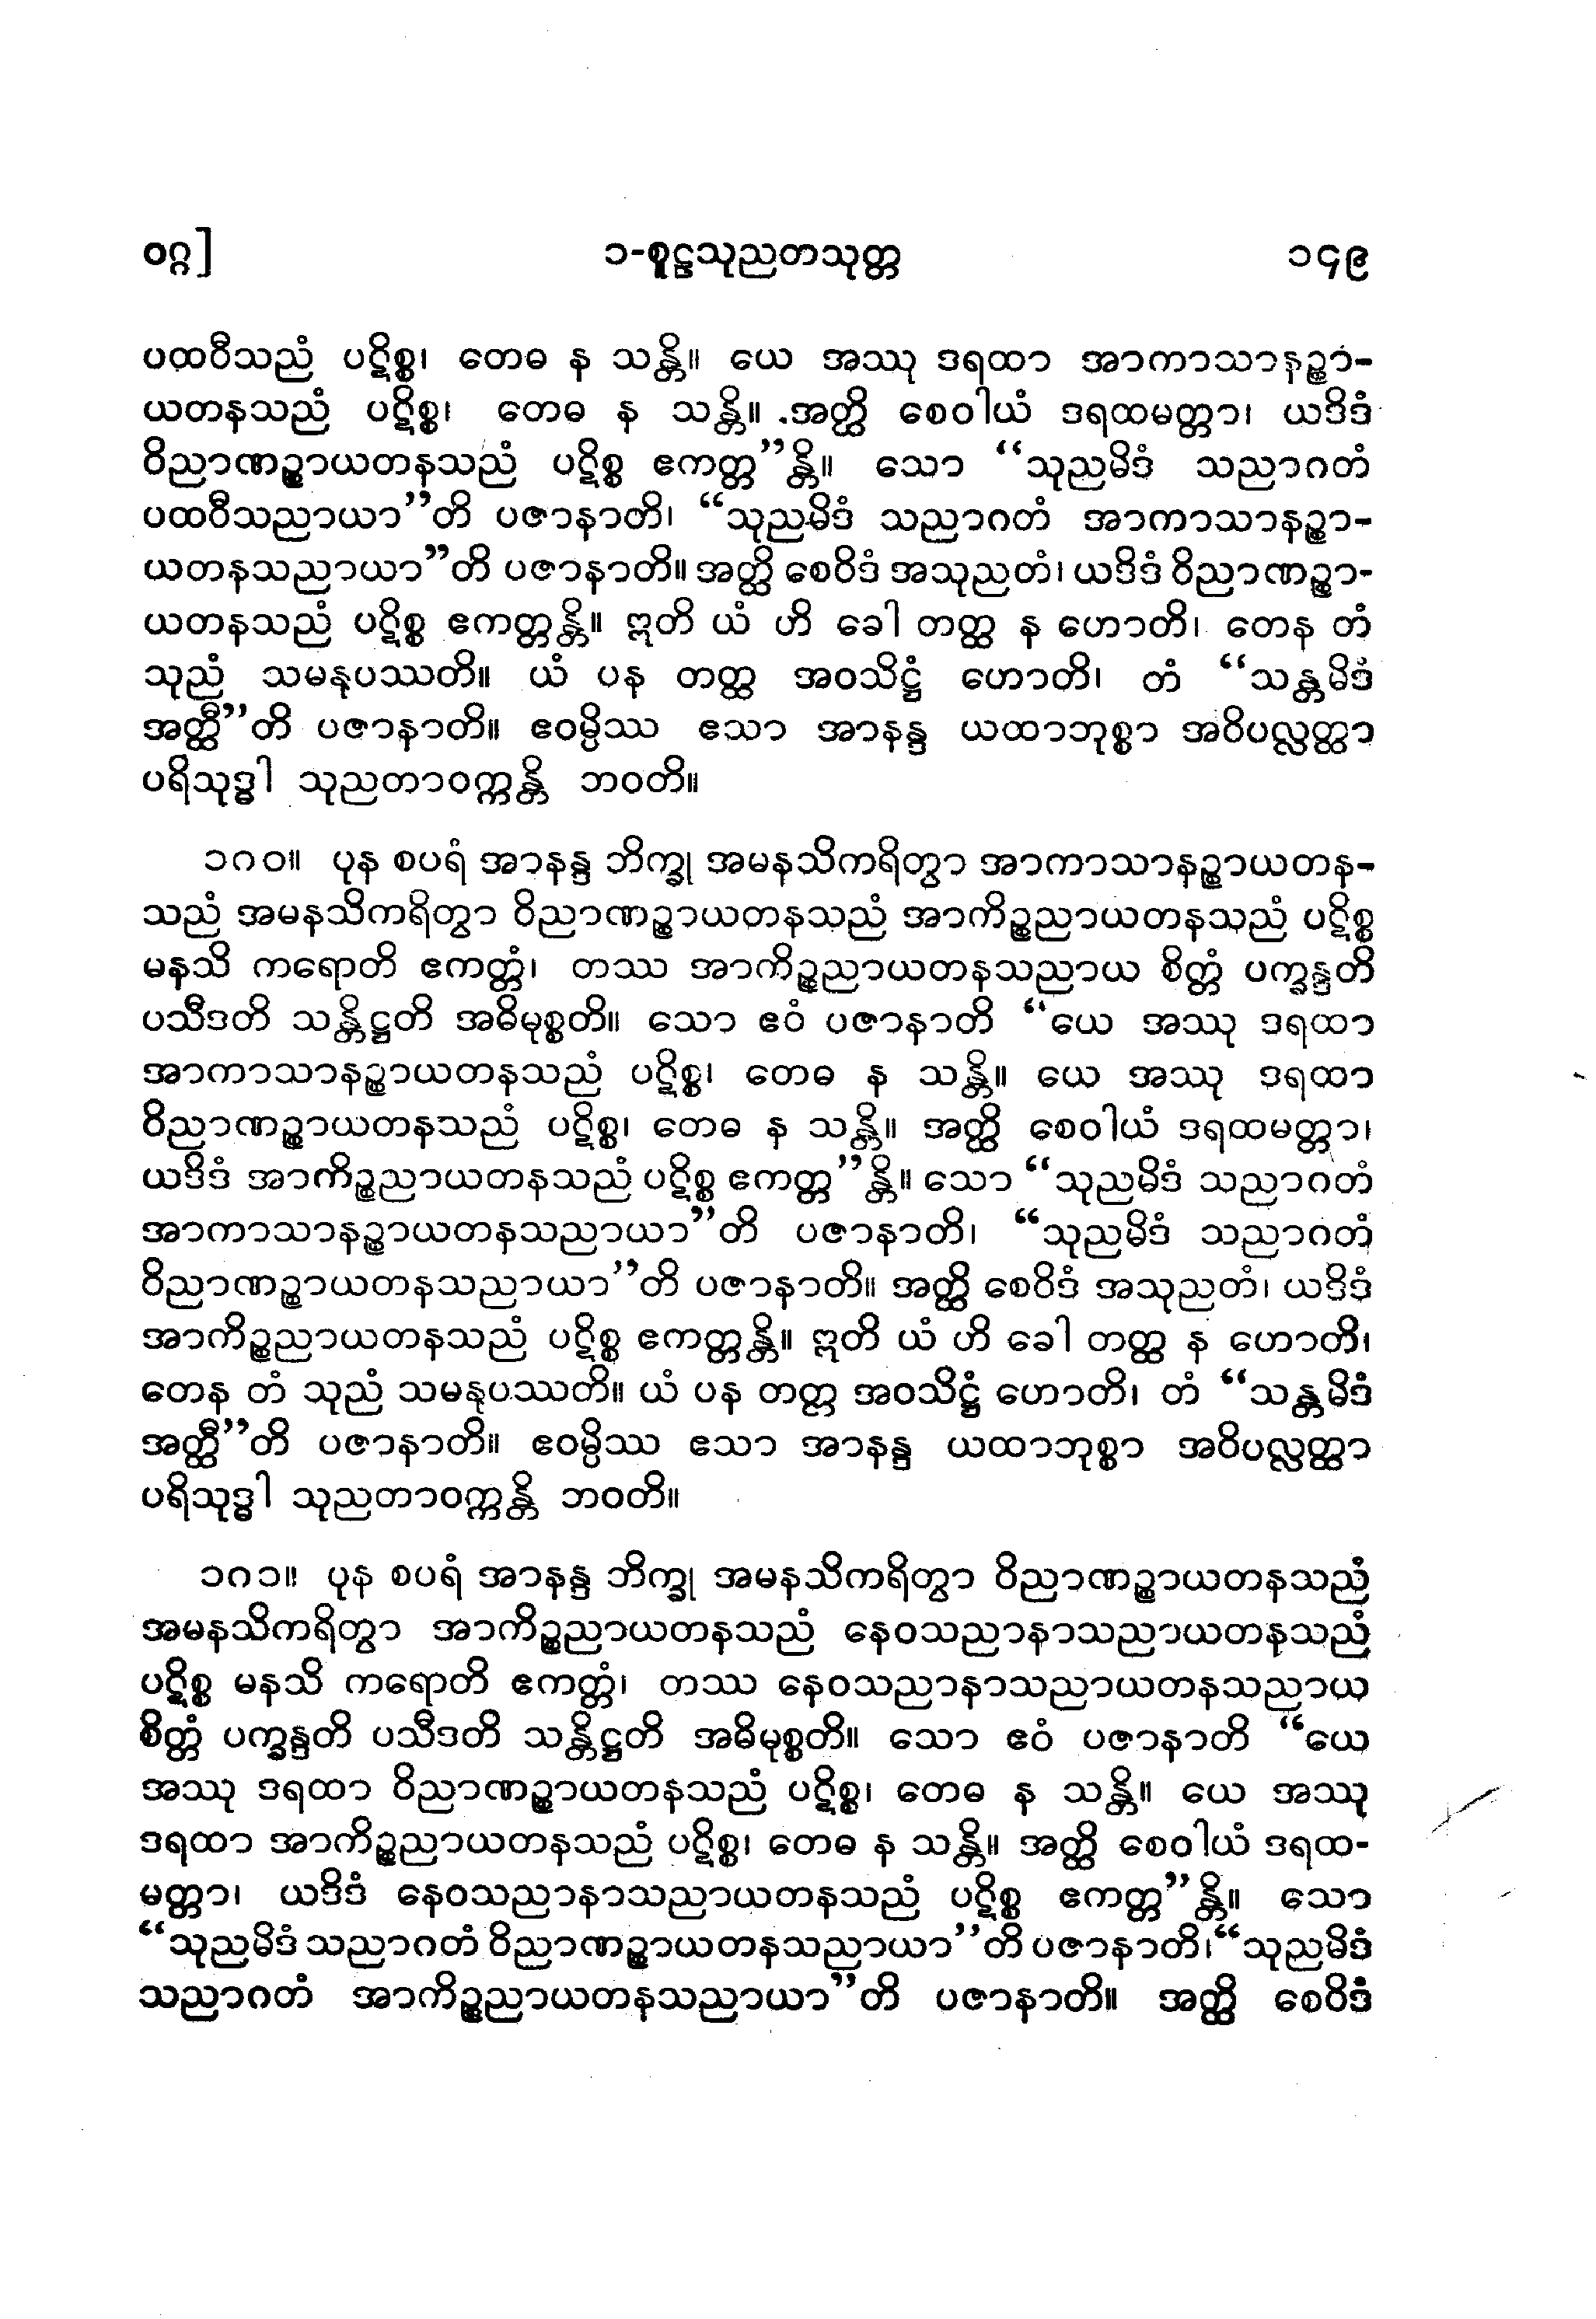 ဝဂ္ဂ] ၁-စူဠသုညတသုတ္တ ၁၄၉
ပထဝီသညံ ပဋိစ္စ၊ တေဓ န သန္တိ။ ယေ အဿု ဒရထာ အာကာသာနဉ္စာ-
ယတနသညံ ပဋိစ္စ၊ တေဓ န သန္တိ။ အတ္ထိ စေဝါယံ ဒရထမတ္တာ၊ ယဒိဒံ
ဝိညာဏဉ္စာယတနသညံ ပဋိစ္စ ဧကတ္တ”န္တိ။ သော “သုညမိဒံ သညာဂတံ
ပထဝီသညာယာ”တိ ပဇာနာတိ၊ “သုညမိဒံ သညာဂတံ အာကာသာနဉ္စာ-
ယတနသညာယာ”တိ ပဇာနာတိ။ အတ္ထိ စေဝိဒံ အသုညတံ၊ ယဒိဒံ ဝိညာဏဉ္စာ-
ယတနသညံ ပဋိစ္စ ဧကတ္တန္တိ။ ဣတိ ယံ ဟိ ခေါ တတ္ထ န ဟောတိ၊ တေန တံ
သုညံ သမနုပဿတိ။ ယံ ပန တတ္ထ အဝသိဋ္ဌံ ဟောတိ၊ တံ “သန္တမိဒံ
အတ္ထီ”တိ ပဇာနာတိ။ ဧဝမ္ပိဿ ဧသာ အာနန္ဒ ယထာဘုစ္စာ အဝိပလ္လတ္ထာ
ပရိသုဒ္ဓါ သုညတာဝက္ကန္တိ ဘဝတိ။
၁၈၀။ ပုန စပရံ အာနန္ဒ ဘိက္ခု အမနသိကရိတွာ အာကာသာနဉ္စာယတန-
သညံ အမနသိကရိတွာ ဝိညာဏဉ္စာယတနသညံ အာကိဉ္စညာယတနသညံ ပဋိစ္စ
မနသိ ကရောတိ ဧကတ္တံ၊ တဿ အာကိဉ္စညာယတနသညာယ စိတ္တံ ပက္ခန္ဒတိ
ပသီဒတိ သန္တိဋ္ဌတိ အဓိမုစ္စတိ။ သော ဧဝံ ပဇာနာတိ “ယေ အဿု ဒရထာ
အာကာသာနဉ္စာယတနသညံ ပဋိစ္စ၊ တေဓ န သန္တိ။ ယေ အဿု ဒရထာ
ဝိညာဏဉ္စာယတနသညံ ပဋိစ္စ၊ တေဓ န သန္တိ။ အတ္ထိ စေဝါယံ ဒရထမတ္တာ၊
ယဒိဒံ အာကိဉ္စညာယတနသညံ ပဋိစ္စ ဧကတ္တ”န္တိ။ သော “သုညမိဒံ သညာဂတံ
အာကာသာနဉ္စာယတနသညာယာ”တိ ပဇာနာတိ၊ “သုညမိဒံ သညာဂတံ
ဝိညာဏဉ္စာယတနသညာယာ”တိ ပဇာနာတိ။ အတ္ထိ စေဝိဒံ အသုညတံ၊ ယဒိဒံ
အာကိဉ္စညာယတနသညံ ပဋိစ္စ ဧကတ္တန္တိ။ ဣတိ ယံ ဟိ ခေါ တတ္ထ န ဟောတိ၊
တေန တံ သုညံ သမနုပဿတိ။ ယံ ပန တတ္ထ အဝသိဋ္ဌံ ဟောတိ၊ တံ “သန္တမိဒံ
အတ္ထီ”တိ ပဇာနာတိ။ ဧဝမ္ပိဿ ဧသာ အာနန္ဒ ယထာဘုစ္စာ အဝိပလ္လတ္ထာ
ပရိသုဒ္ဓါ သုညတာဝက္ကန္တိ ဘဝတိ။
၁၈၁။ ပုန စပရံ အာနန္ဒ ဘိက္ခု အမနသိကရိတွာ ဝိညာဏဉ္စာယတနသညံ
အမနသိကရိတွာ အာကိဉ္စညာယတနသညံ နေဝသညာနာသညာယတနသညံ
ပဋိစ္စ မနသိ ကရောတိ ဧကတ္တံ၊ တဿ နေဝသညာနာသညာယတနသညာယ
စိတ္တံ ပက္ခန္ဒတိ ပသီဒတိ သန္တိဋ္ဌတိ အဓိမုစ္စတိ။ သော ဧဝံ ပဇာနာတိ “ယေ
အဿု ဒရထာ ဝိညာဏဉ္စာယတနသညံ ပဋိစ္စ၊ တေဓ န သန္တိ။ ယေ အဿု
ဒရထာ အာကိဉ္စညာယတနသညံ ပဋိစ္စ၊ တေဓ န သန္တိ။ အတ္ထိ စေဝါယံ ဒရထ-
မတ္တာ၊ ယဒိဒံ နေဝသညာနာသညာယတနသညံ ပဋိစ္စ ဧကတ္တ”န္တိ။ သော
“သုညမိဒံ သညာဂတံ ဝိညာဏဉ္စာယတနသညာယာ”တိ ပဇာနာတိ၊ “သုညမိဒံ
သညာဂတံ အာကိဉ္စညာယတနသညာယာ”တိ ပဇာနာတိ။ အတ္ထိ စေဝိဒံ